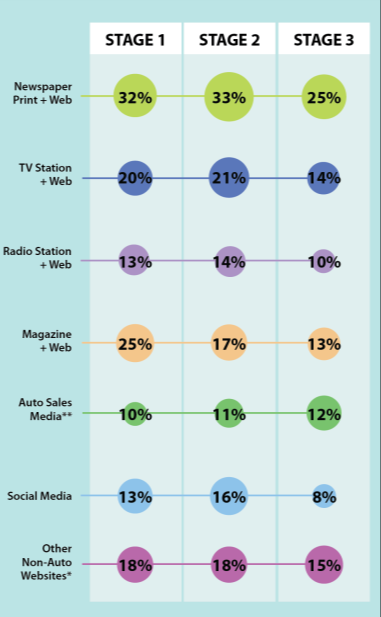 STAGE 1 STAGE 2 STAGE 3
Newspaper
Print + Web
32% 33% 25%
TV Station
+ Web
20% 21% 14%
Radio Station
+ Web
13% 14% 10%
Magazine
+ Web
25% 17% 13%
Auto Sales
Media**
10% 11% 12%
Social Media 13% 16% 8%
Other
Non-Auto
Websites*
18% 18% 15%